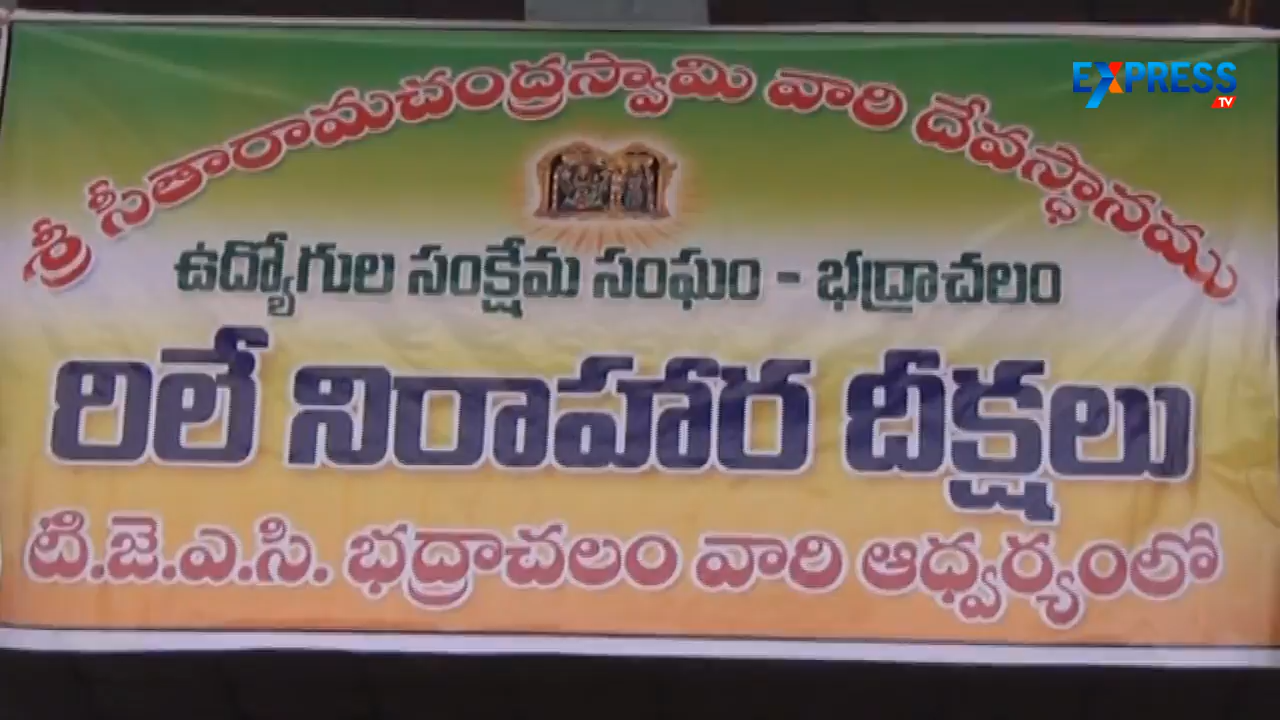 EXPRESS TV
శ్రీ సీతారామచంద్రస్వామి వారి దేవస్థానము
ఉద్యోగుల సంక్షేమ సంఘం - భద్రాచలం
రిలే నిరాహార దీక్షలు
టి.జె.ఎ.సి. భద్రాచలం వారి ఆధ్వర్యంలో